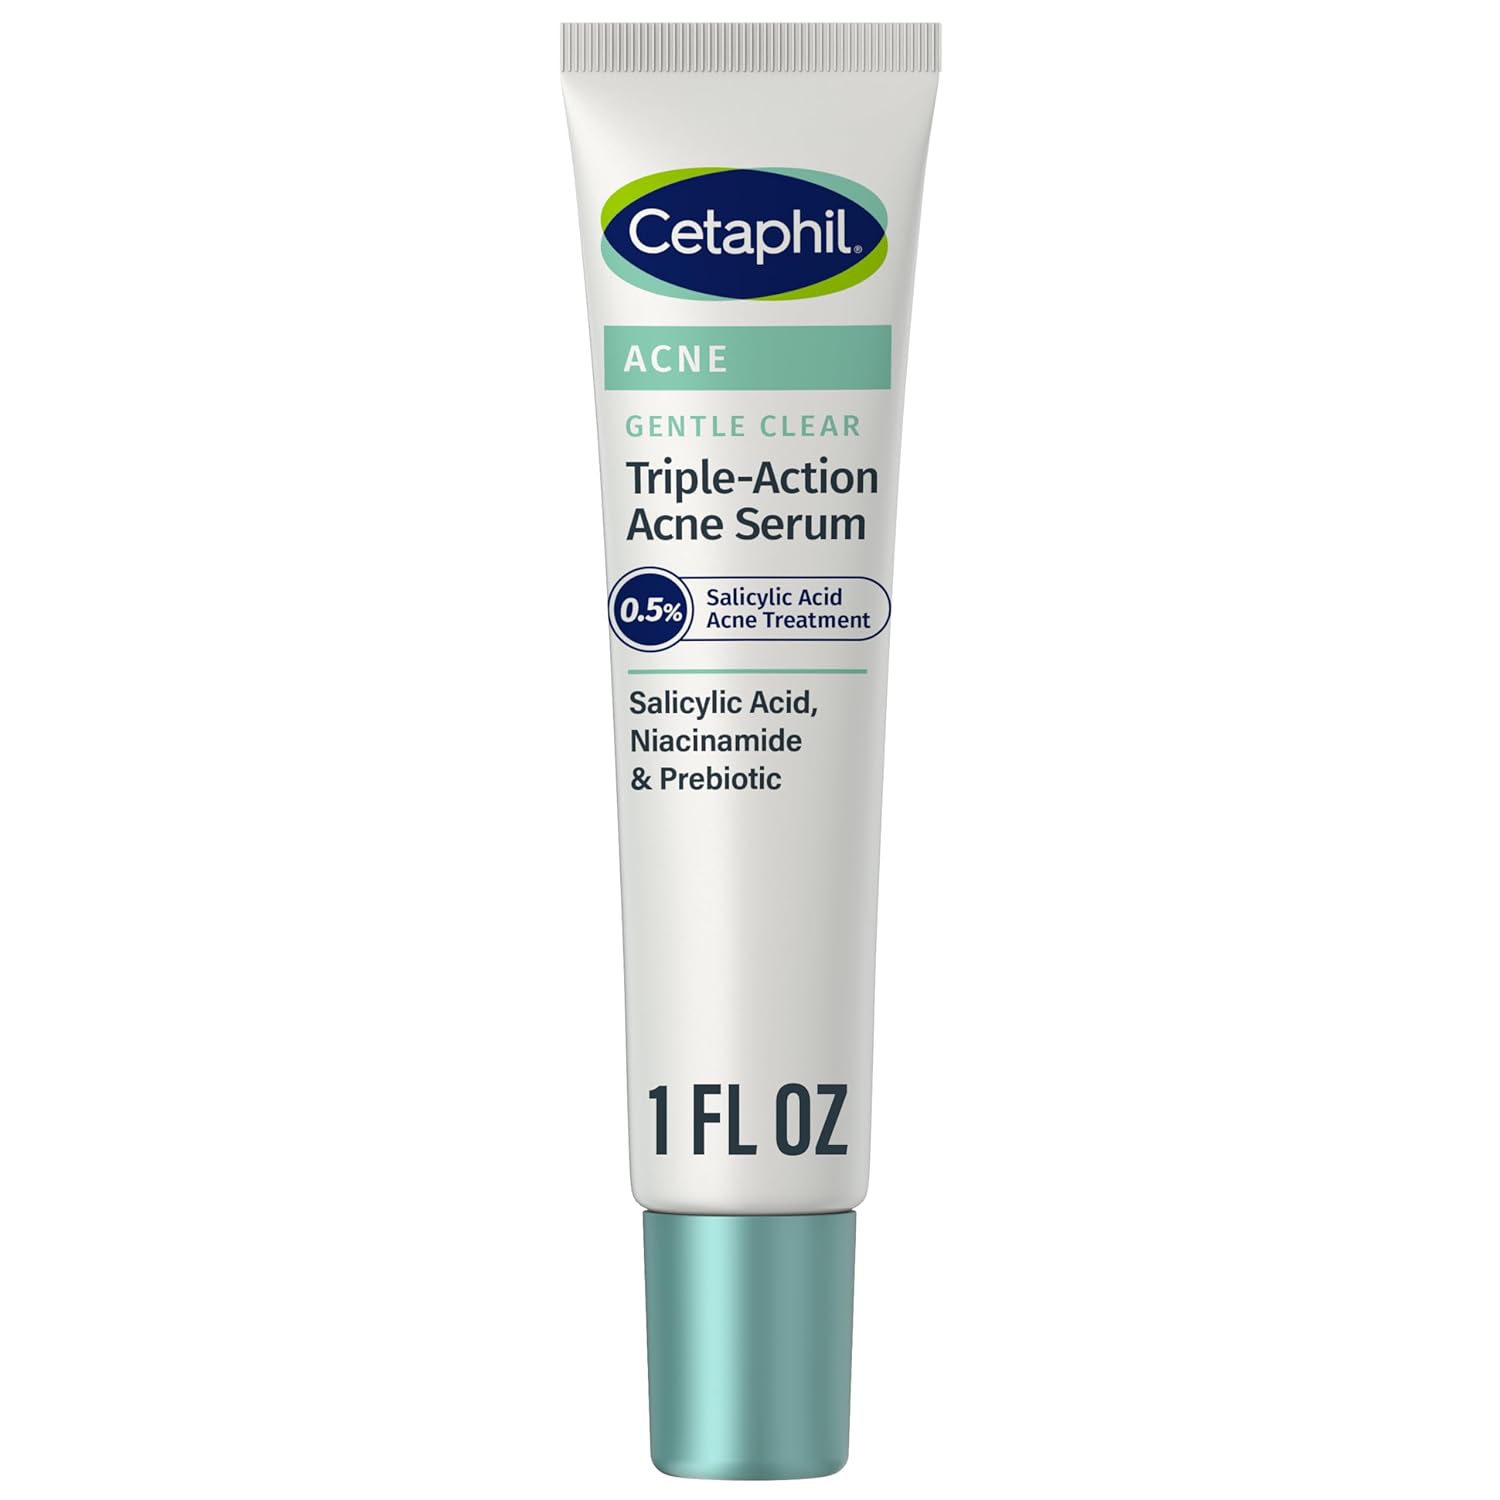 Cetaphil®
ACNE
GENTLE CLEAR
Triple-Action
Acne Serum
0.5%
Salicylic Acid
Acne Treatment
Salicylic Acid,
Niacinamide
& Prebiotic
1 FL OZ